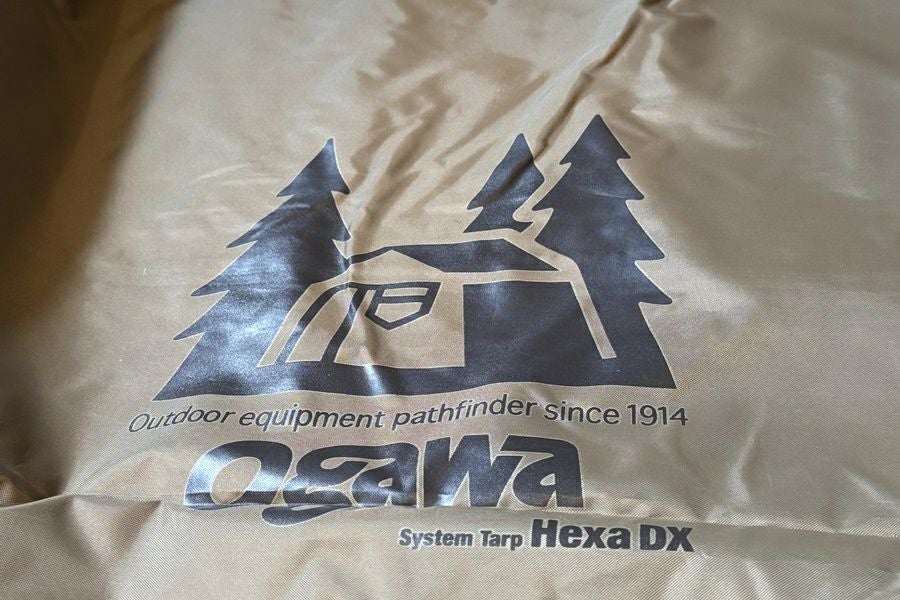 Outdoor equipment pathfinder since 1914
Ogawa
System Tarp Hexa DX